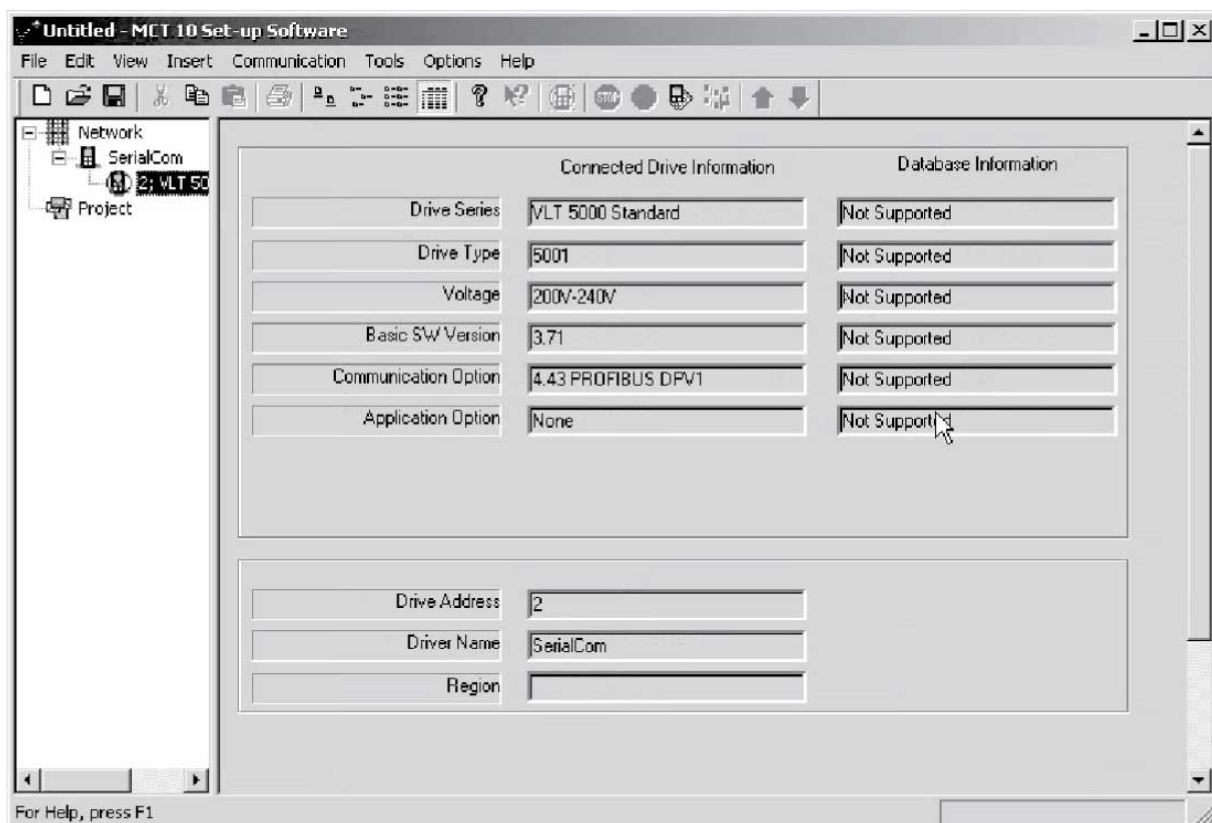 Untitled - MCT 10 Set-up Software
File Edit View Insert Communication Tools Options Help
STOP
Network
SerialCom
2: VLT 50
Project
Connected Drive Information Database Information
Drive Series VLT 5000 Standard Not Supported
Drive Type 5001 Not Supported
Voltage 200V-240V Not Supported
Basic SW Version 3.71 Not Supported
Communication Option 4.43 PROFIBUS DPV1 Not Supported
Application Option None Not Supported
Drive Address 2
Driver Name SerialCom
Region
For Help, press F1